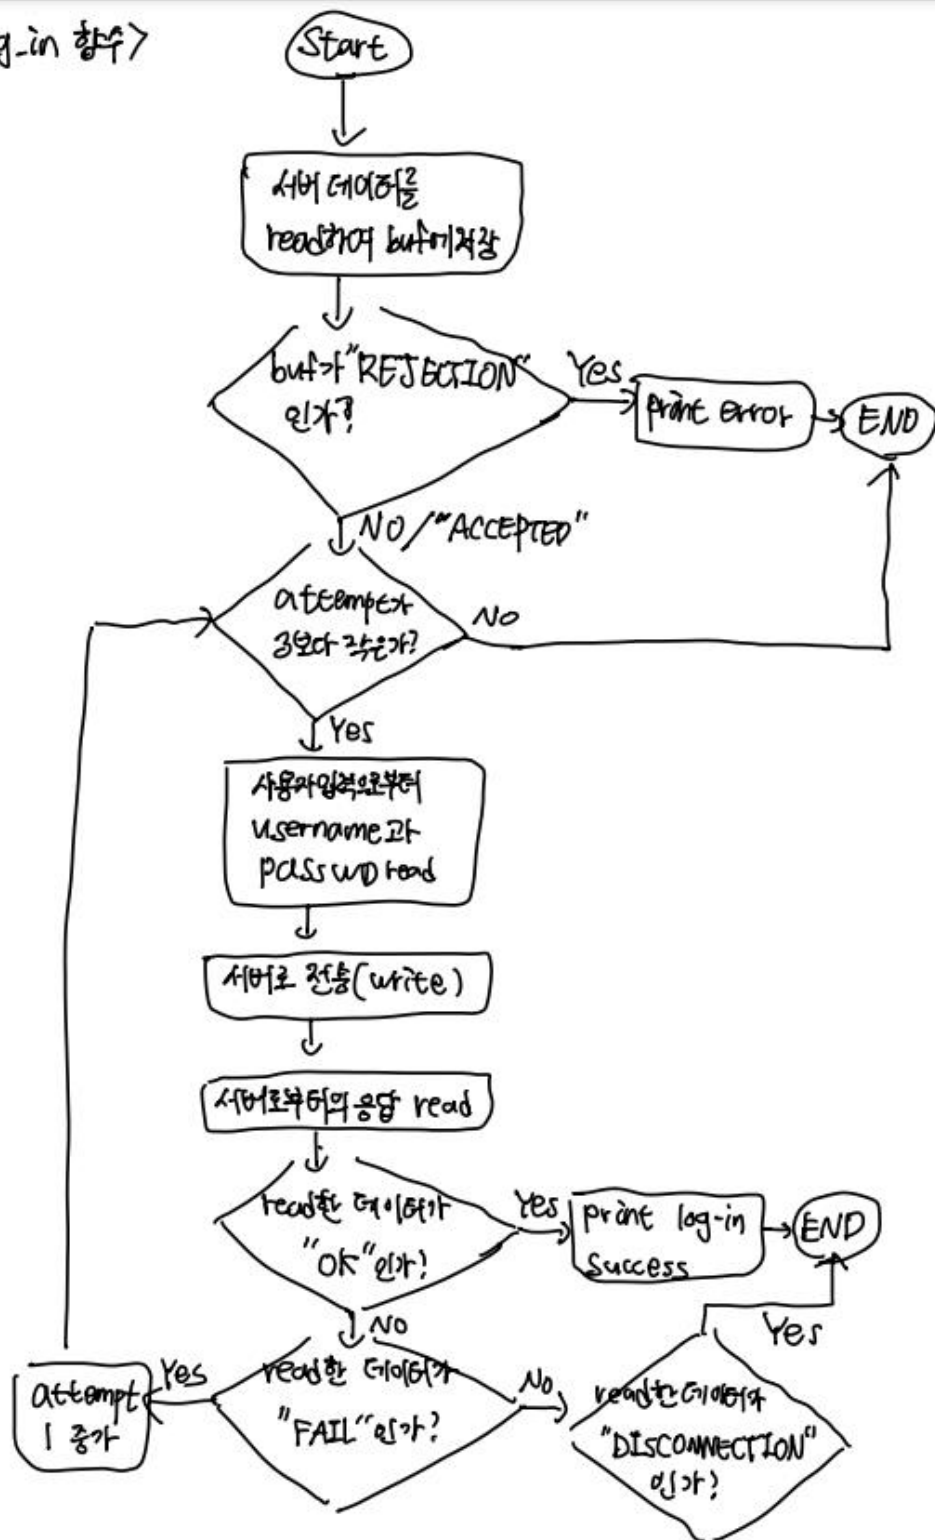 g_in 함수>
Start
서버 데이터를
read하여 buf에 저장
buf가 "REJECTION"
인가?
Yes
print error
END
NO / "ACCEPTED"
attempt가
3보다 작은가?
NO
Yes
사용자 입력으로부터
username과
passwD read
서버로 전송(write)
서버로부터의 응답 read
read한 데이터가
"OK"인가?
Yes
print log-in
success
END
NO
read한 데이터가
"FAIL"인가?
Yes
attempt
1 증가
No
read한 데이터가
"DISCONNECTION"
인가?
Yes